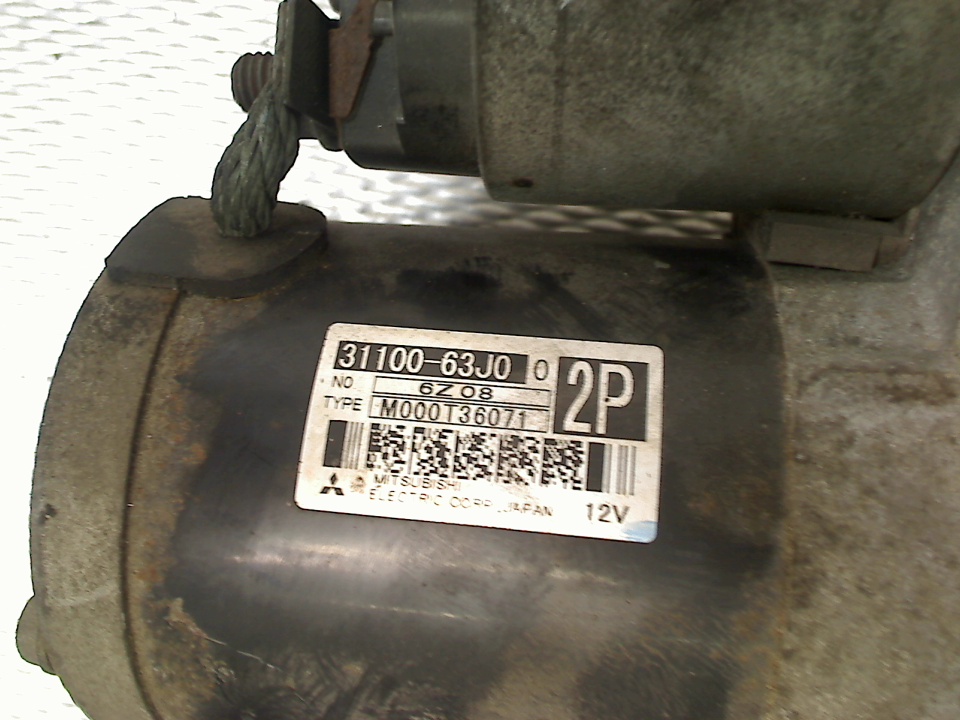 31100-63J0 0
2P
NO 6Z08
TYPE M000T36071
MITSUBISHI
ELECTRIC CORP. JAPAN
12V